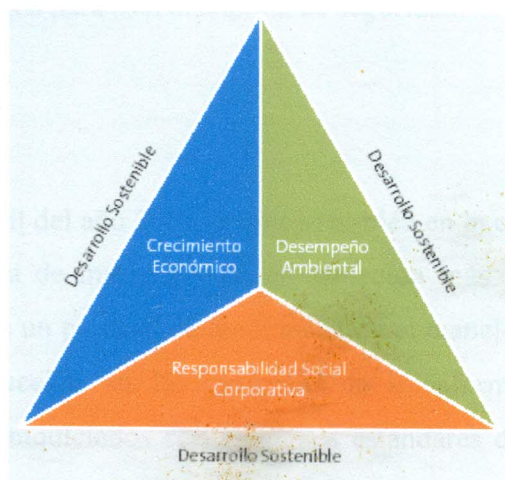 Desarrollo Sostenible
Desarrollo Sostenible
Crecimiento
Económico
Desempeño
Ambiental
Responsabilidad Social
Corporativa
Desarrollo Sostenible